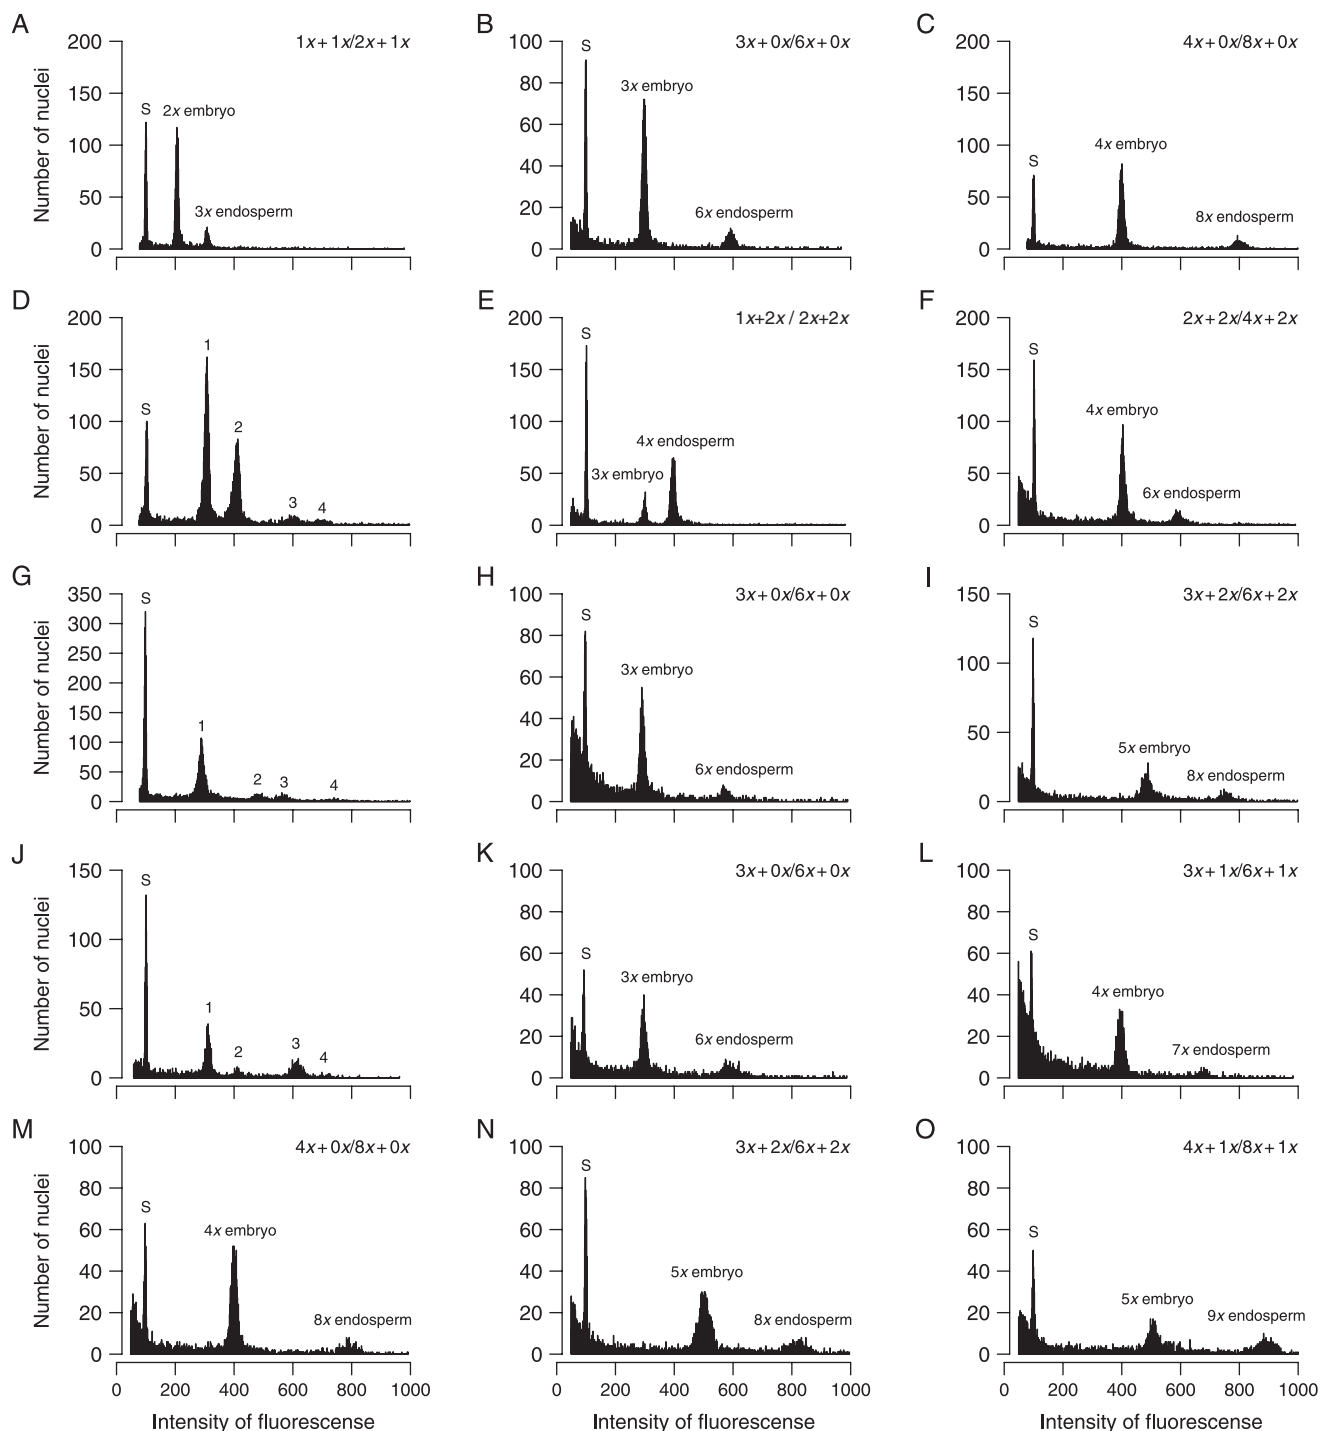 A
1x + 1x/2x + 1x
200
150
100
50
0
Number of nuclei
S
2x embryo
3x endosperm
B
3x + 0x/6x + 0x
100
80
60
40
20
0
S
3x embryo
6x endosperm
C
4x + 0x/8x + 0x
200
150
100
50
0
S
4x embryo
8x endosperm
D
200
150
100
50
0
Number of nuclei
S
1
2
3
4
E
1x+2x / 2x+2x
200
150
100
50
0
S
3x embryo
4x endosperm
F
2x + 2x/4x + 2x
200
150
100
50
0
S
4x embryo
6x endosperm
G
350
300
250
200
150
100
50
0
Number of nuclei
S
1
2
3
4
H
3x + 0x/6x + 0x
100
80
60
40
20
0
S
3x embryo
6x endosperm
I
3x + 2x/6x + 2x
150
100
50
0
S
5x embryo
8x endosperm
J
150
100
50
0
Number of nuclei
S
1
2
3
4
K
3x + 0x/6x + 0x
100
80
60
40
20
0
S
3x embryo
6x endosperm
L
3x + 1x/6x + 1x
100
80
60
40
20
0
S
4x embryo
7x endosperm
M
4x + 0x/8x + 0x
100
80
60
40
20
0
Number of nuclei
S
4x embryo
8x endosperm
0 200 400 600 800 1000
Intensity of fluorescense
N
3x + 2x/6x + 2x
100
80
60
40
20
0
S
5x embryo
8x endosperm
0 200 400 600 800 1000
Intensity of fluorescense
O
4x + 1x/8x + 1x
100
80
60
40
20
0
S
5x embryo
9x endosperm
0 200 400 600 800 1000
Intensity of fluorescense